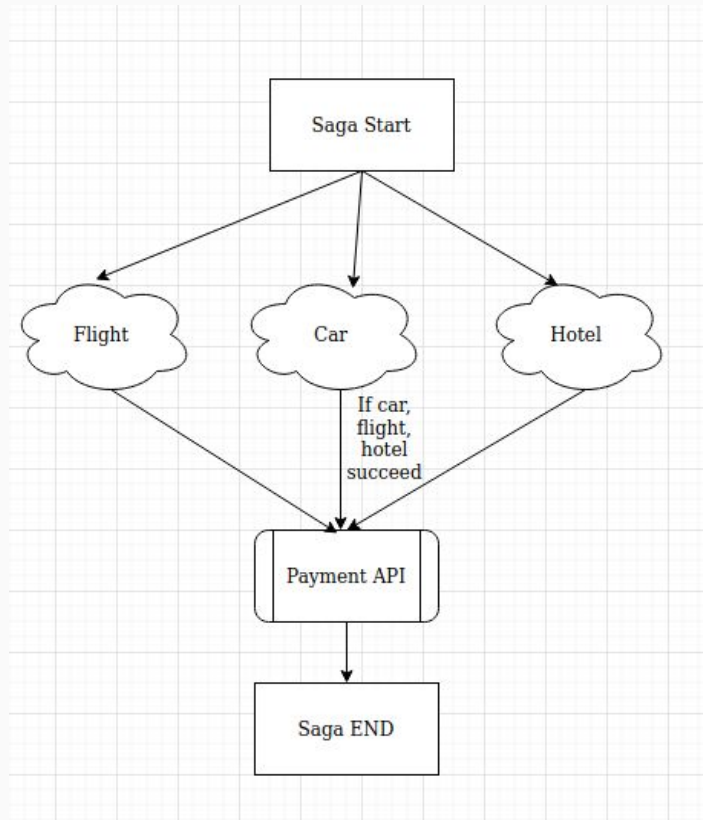 Saga Start
Flight
Car
Hotel
If car,
flight,
hotel
succeed
Payment API
Saga END